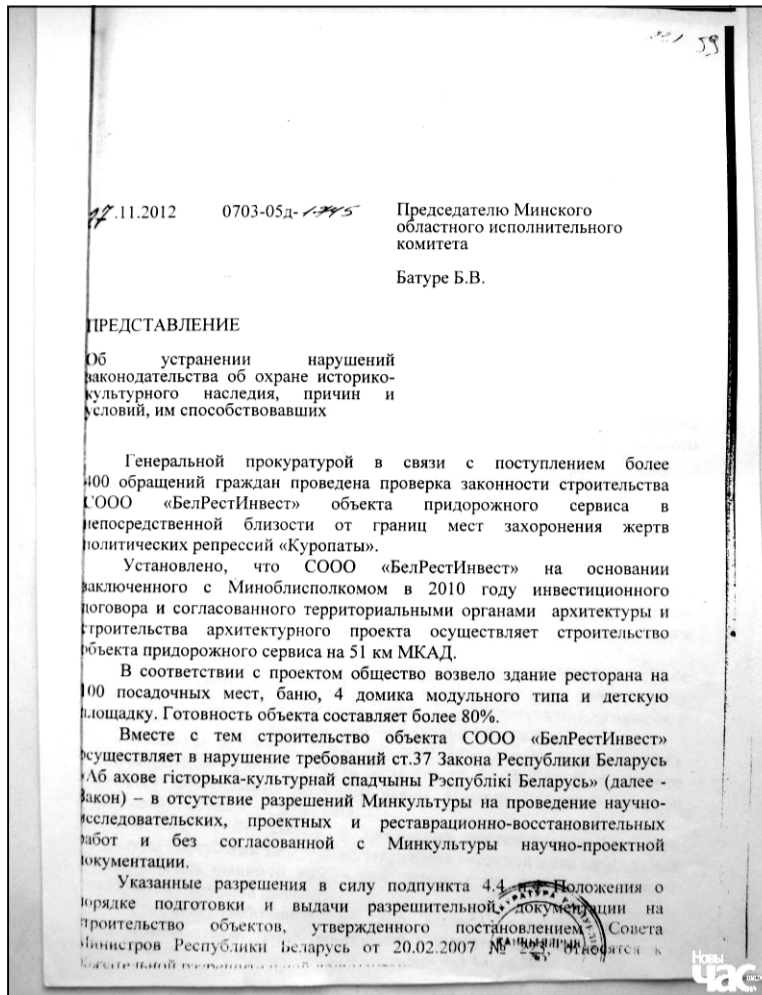 59
27.11.2012 0703-05д-1745
Председателю Минского
областного исполнительного
комитета
Батуре Б.В.
ПРЕДСТАВЛЕНИЕ
Об устранении нарушений
законодательства об охране историко-
культурного наследия, причин и
условий, им способствовавших
Генеральной прокуратурой в связи с поступлением более
400 обращений граждан проведена проверка законности строительства
СООО «БелРестИнвест» объекта придорожного сервиса в
непосредственной близости от границ мест захоронения жертв
политических репрессий «Куропаты».
Установлено, что СООО «БелРестИнвест» на основании
заключенного с Миноблисполкомом в 2010 году инвестиционного
договора и согласованного территориальными органами архитектуры и
строительства архитектурного проекта осуществляет строительство
объекта придорожного сервиса на 51 км МКАД.
В соответствии с проектом общество возвело здание ресторана на
100 посадочных мест, баню, 4 домика модульного типа и детскую
площадку. Готовность объекта составляет более 80%.
Вместе с тем строительство объекта СООО «БелРестИнвест»
осуществляет в нарушение требований ст.37 Закона Республики Беларусь
«Аб ахове гісторыка-культурнай спадчыны Рэспублікі Беларусь» (далее -
Закон) – в отсутствие разрешений Минкультуры на проведение научно-
исследовательских, проектных и реставрационно-восстановительных
работ и без согласованной с Минкультуры научно-проектной
документации.
Указанные разрешения в силу подпункта 4.4 Положения о
порядке подготовки и выдачи разрешительной документации на
строительство объектов, утвержденного постановлением Совета
Министров Республики Беларусь от 20.02.2007 № 223, относятся к
Новы
Час